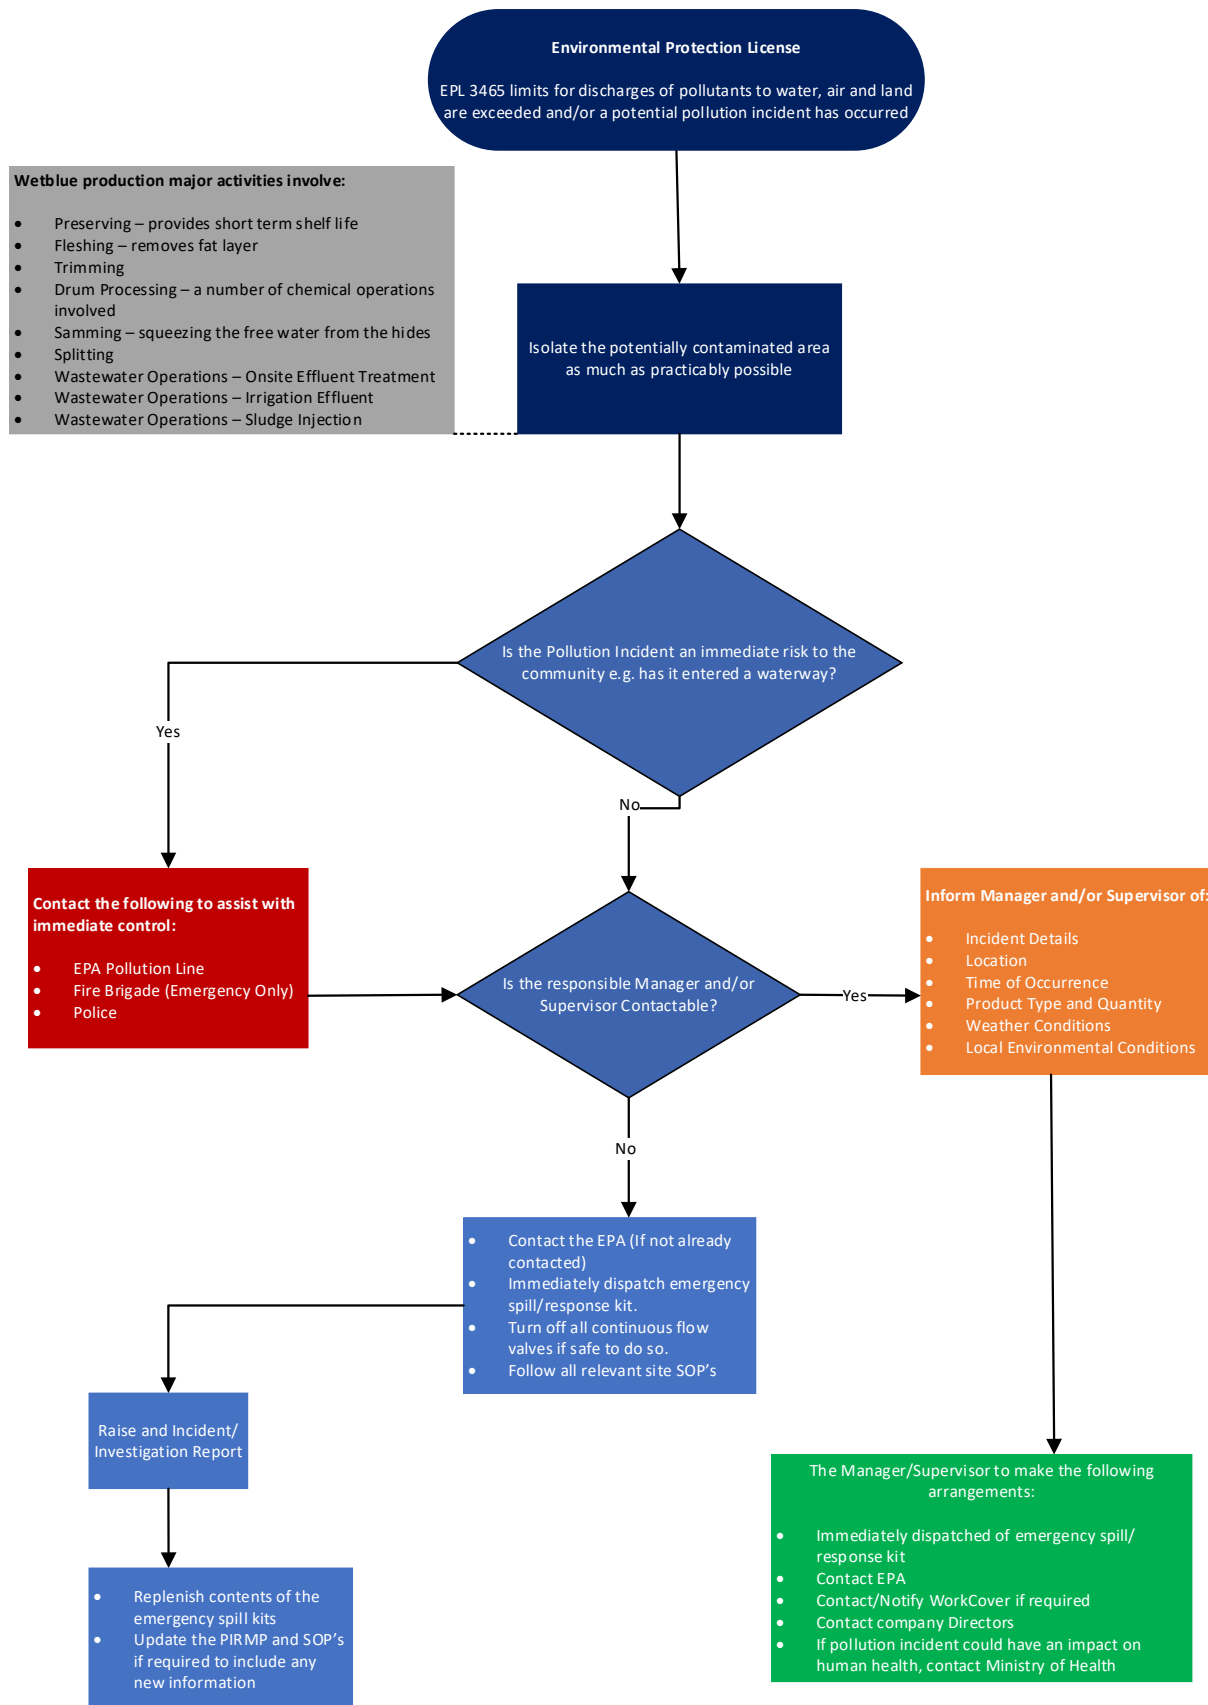 Environmental Protection License
EPL 3465 limits for discharges of pollutants to water, air and land
are exceeded and/or a potential pollution incident has occurred
Wetblue production major activities involve:
• Preserving – provides short term shelf life
• Fleshing – removes fat layer
• Trimming
• Drum Processing – a number of chemical operations
involved
• Samming – squeezing the free water from the hides
• Splitting
• Wastewater Operations – Onsite Effluent Treatment
• Wastewater Operations – Irrigation Effluent
• Wastewater Operations – Sludge Injection
Isolate the potentially contaminated area
as much as practicably possible
Is the Pollution Incident an immediate risk to the
community e.g. has it entered a waterway?
Yes
No
Contact the following to assist with
immediate control:
• EPA Pollution Line
• Fire Brigade (Emergency Only)
• Police
Is the responsible Manager and/or
Supervisor Contactable?
Yes
Inform Manager and/or Supervisor of:
• Incident Details
• Location
• Time of Occurrence
• Product Type and Quantity
• Weather Conditions
• Local Environmental Conditions
No
• Contact the EPA (If not already
contacted)
• Immediately dispatch emergency
spill/response kit.
• Turn off all continuous flow
valves if safe to do so.
• Follow all relevant site SOP's
Raise and Incident/
Investigation Report
• Replenish contents of the
emergency spill kits
• Update the PIRMP and SOP's
if required to include any
new information
The Manager/Supervisor to make the following
arrangements:
• Immediately dispatched of emergency spill/
response kit
• Contact EPA
• Contact/Notify WorkCover if required
• Contact company Directors
• If pollution incident could have an impact on
human health, contact Ministry of Health